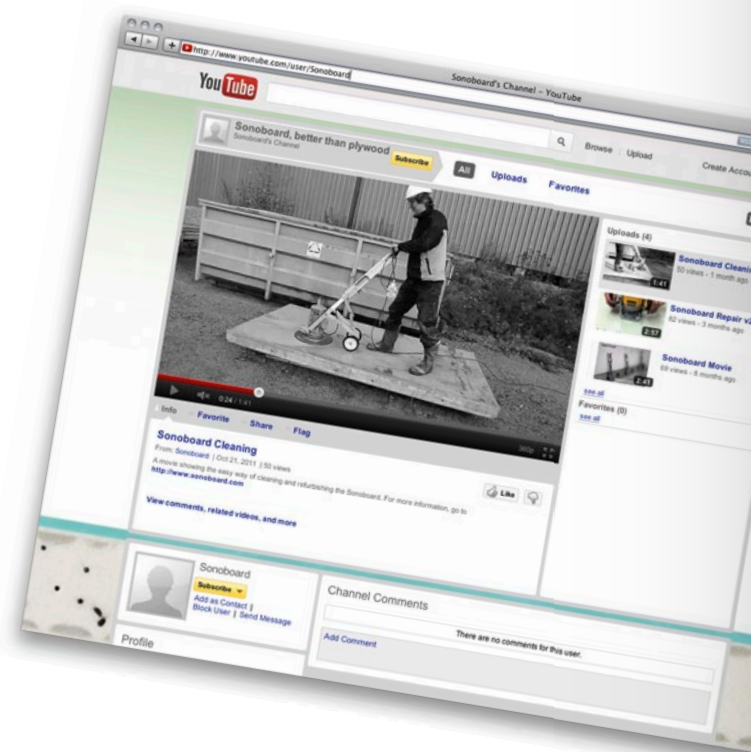 http://www.youtube.com/user/Sonoboard
Sonoboard's Channel – YouTube
YouTube
Browse
Upload
Create Accou
Sonoboard, better than plywood
Sonoboard's Channel
Subscribe
All
Uploads
Favorites
0:24 / 1:41
360p
Info
Favorite
Share
Flag
Sonoboard Cleaning
From: Sonoboard | Oct 21, 2011 | 50 views
A movie showing the easy way of cleaning and refurbishing the Sonoboard. For more information, go to
http://www.sonoboard.com
Like
View comments, related videos, and more
Uploads (4)
Sonoboard Cleani
50 views - 1 month ago
1:41
Sonoboard Repair v2
62 views - 3 months ago
2:57
Sonoboard Movie
69 views - 8 months ago
2:41
see all
Favorites (0)
see all
Sonoboard
Subscribe
Add as Contact |
Block User | Send Message
Profile
Channel Comments
There are no comments for this user.
Add Comment